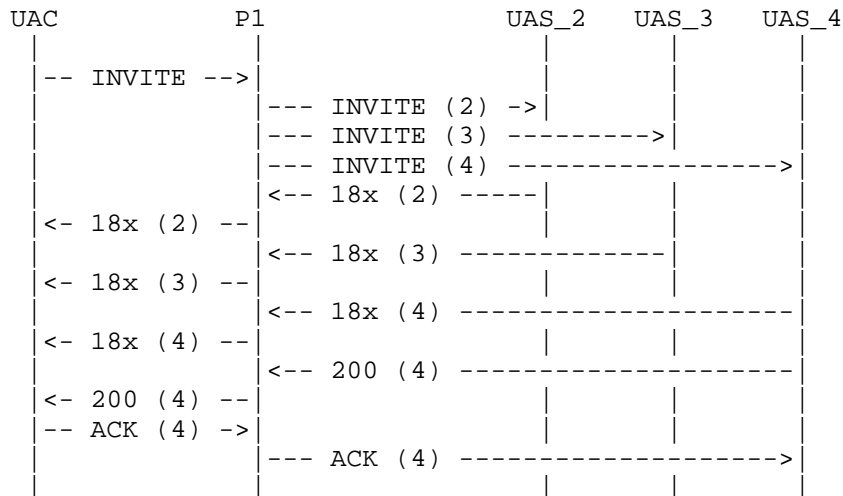 UAC P1 UAS_2 UAS_3 UAS_4
-- INVITE -->
--- INVITE (2) ->
--- INVITE (3) --------->
--- INVITE (4) ----------------->
<-- 18x (2) -----
<- 18x (2) --
<-- 18x (3) -------------
<- 18x (3) --
<-- 18x (4) ---------------------
<- 18x (4) --
<-- 200 (4) ---------------------
<- 200 (4) --
-- ACK (4) ->
--- ACK (4) -------------------->